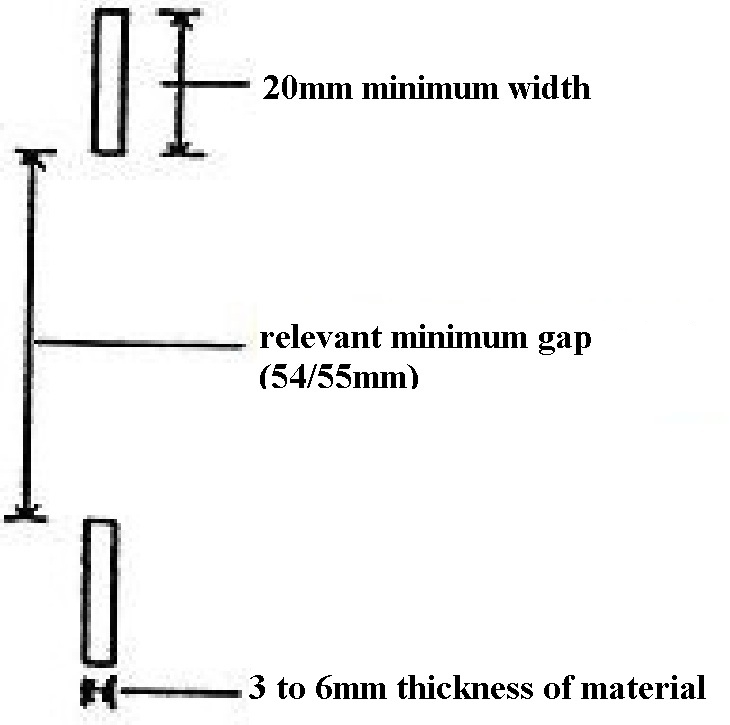 20mm minimum width
relevant minimum gap
(54/55mm)
3 to 6mm thickness of material